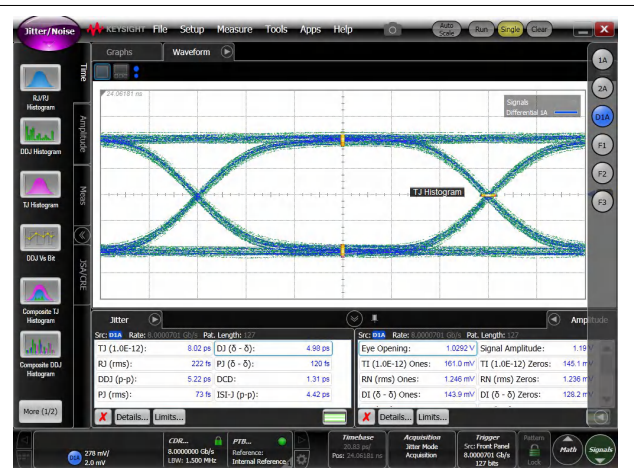 Jitter/Noise
KEYSIGHT File Setup Measure Tools Apps Help
Auto Scale Run Single Clear
Graphs Waveform
Time
Amplitude
Meas
JSA/CRE
RJ/PJ Histogram
DDJ Histogram
TJ Histogram
DDJ Vs Bit
Composite TJ Histogram
Composite DDJ Histogram
More (1/2)
24.06181 ns
Signals
Differential 1A
TJ Histogram
1A
2A
D1A
F1
F2
F3
Jitter
Src: D1A Rate: 8.0000701 Gb/s Pat. Length: 127
TJ (1.0E-12): 8.02 ps DJ (δ - δ): 4.98 ps
RJ (rms): 222 fs PJ (δ - δ): 120 fs
DDJ (p-p): 5.22 ps DCD: 1.31 ps
PJ (rms): 73 fs ISI-J (p-p): 4.42 ps
Details... Limits...
Amplitude
Src: D1A Rate: 8.0000701 Gb/s Pat. Length: 127
Eye Opening: 1.0292 V Signal Amplitude: 1.19
TI (1.0E-12) Ones: 161.0 mV TI (1.0E-12) Zeros: 145.1 m
RN (rms) Ones: 1.246 mV RN (rms) Zeros: 1.236 m
DI (δ - δ) Ones: 143.9 mV DI (δ - δ) Zeros: 128.2 m
Details... Limits...
D1A 278 mV/
2.0 mV
CDR...
8.0000000 Gb/s
LBW: 1.500 MHz
PTB...
Reference:
Internal Reference
Timebase
20.83 ps/
Pos: 24.06181 ns
Acquisition
Jitter Mode
Acquisition
Trigger
Src: Front Panel
8.0000701 Gb/s
127 bits
Pattern
Lock
Math
Signals